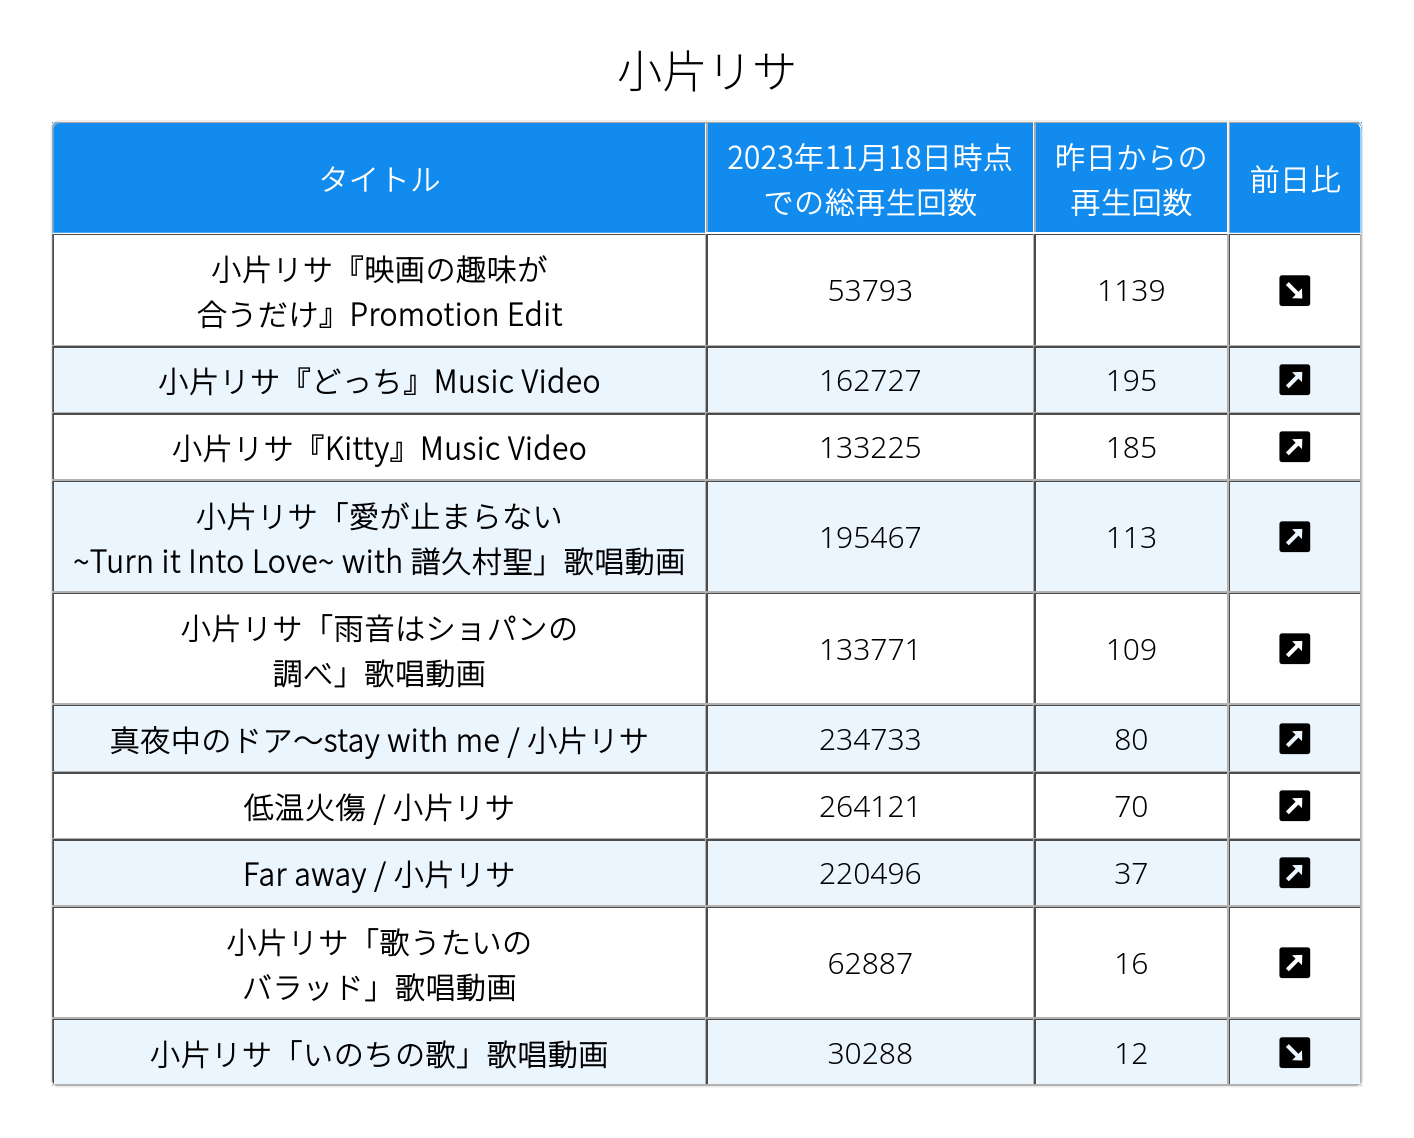 小片リサ
タイトル
2023年11月18日時点
での総再生回数
昨日からの
再生回数
前日比
小片リサ『映画の趣味が
合うだけ』Promotion Edit
53793
1139
小片リサ『どっち』Music Video
162727
195
小片リサ『Kitty』Music Video
133225
185
小片リサ「愛が止まらない
~Turn it Into Love~ with 譜久村聖」歌唱動画
195467
113
小片リサ「雨音はショパンの
調べ」歌唱動画
133771
109
真夜中のドア〜stay with me / 小片リサ
234733
80
低温火傷 / 小片リサ
264121
70
Far away / 小片リサ
220496
37
小片リサ「歌うたいの
バラッド」歌唱動画
62887
16
小片リサ「いのちの歌」歌唱動画
30288
12